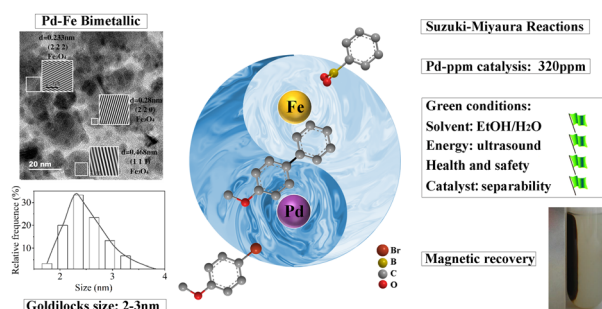 Pd-Fe Bimetallic
d=0.233nm
(2 2 2)
Fe₃O₄
d=0.28nm
(2 2 0)
Fe₃O₄
d=0.468nm
(1 1 1)
Fe₃O₄
20 nm
Relative frequence (%)
40
30
20
10
0
2
3
4
Size (nm)
Goldilocks size: 2-3nm
Fe
Pd
Br
B
C
O
Suzuki-Miyaura Reactions
Pd-ppm catalysis: 320ppm
Green conditions:
Solvent: EtOH/H₂O
Energy: ultrasound
Health and safety
Catalyst: separability
Magnetic recovery